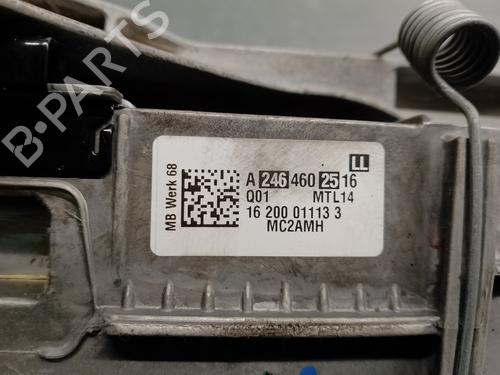 B-PARTS
MB Werk 68
LL
A 246 460 25 16
Q01 MTL14
16 200 01113 3
MC2AMH